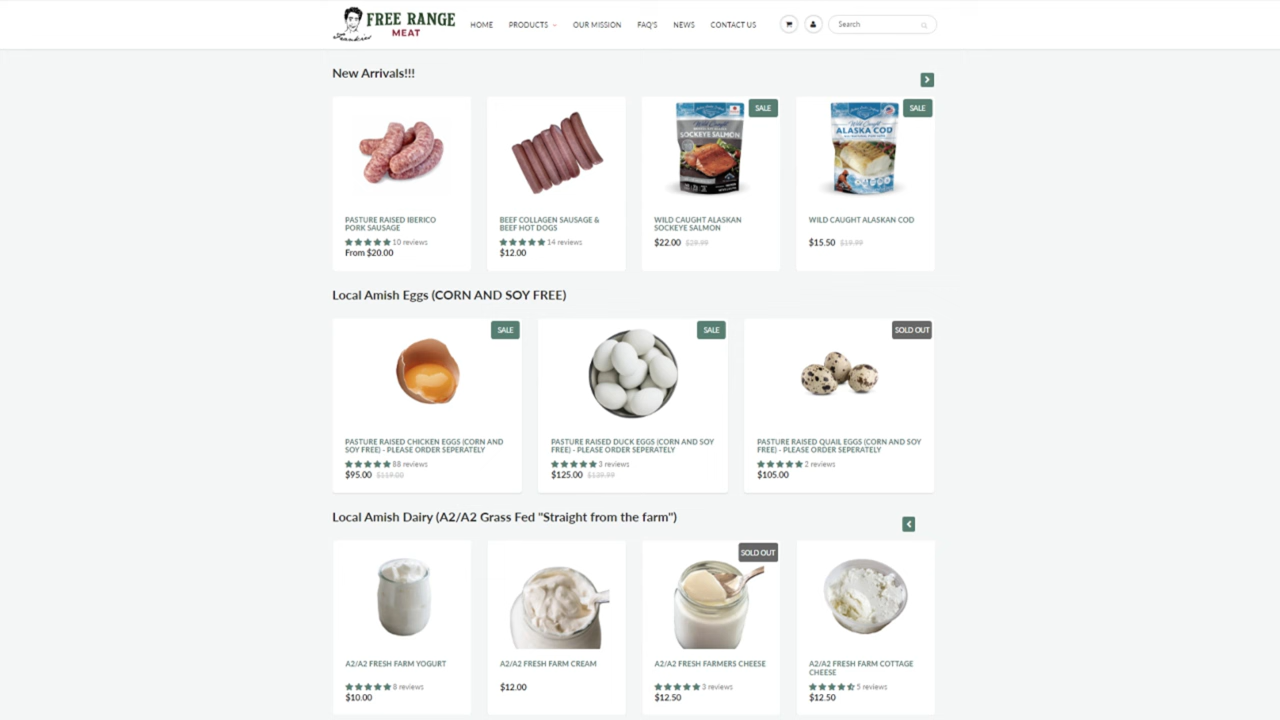 FREE RANGE
MEAT
Frankies
HOME
PRODUCTS
OUR MISSION
FAQ'S
NEWS
CONTACT US
Search
New Arrivals!!!
SALE
SALE
SOCKEYE SALMON
ALASKA COD
PASTURE RAISED IBERICO
PORK SAUSAGE
10 reviews
From $20.00
BEEF COLLAGEN SAUSAGE &
BEEF HOT DOGS
14 reviews
$12.00
WILD CAUGHT ALASKAN
SOCKEYE SALMON
$22.00
WILD CAUGHT ALASKAN COD
$15.50 $19.99
Local Amish Eggs (CORN AND SOY FREE)
SALE
SALE
SOLD OUT
PASTURE RAISED CHICKEN EGGS (CORN AND
SOY FREE) - PLEASE ORDER SEPERATELY
88 reviews
$95.00 $119.00
PASTURE RAISED DUCK EGGS (CORN AND SOY
FREE) - PLEASE ORDER SEPERATELY
3 reviews
$125.00
PASTURE RAISED QUAIL EGGS (CORN AND SOY
FREE) - PLEASE ORDER SEPERATELY
2 reviews
$105.00
Local Amish Dairy (A2/A2 Grass Fed "Straight from the farm")
SOLD OUT
A2/A2 FRESH FARM YOGURT
8 reviews
$10.00
A2/A2 FRESH FARM CREAM
$12.00
A2/A2 FRESH FARMERS CHEESE
3 reviews
$12.50
A2/A2 FRESH FARM COTTAGE
CHEESE
5 reviews
$12.50